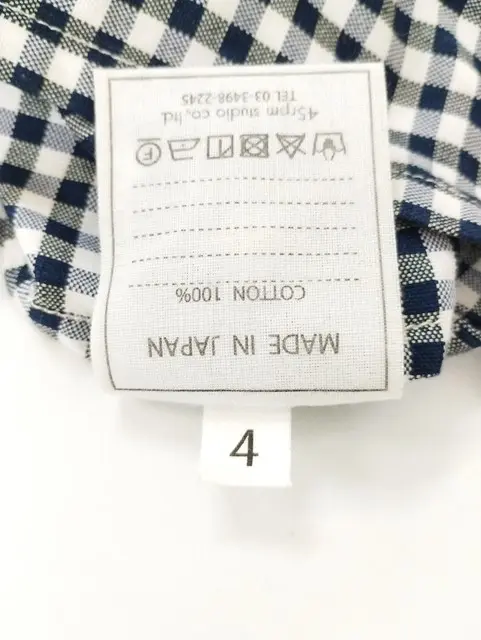 MADE IN JAPAN
COTTON 100%
45rpm studio co.,ltd.
TEL 03-3498-2245
F
4